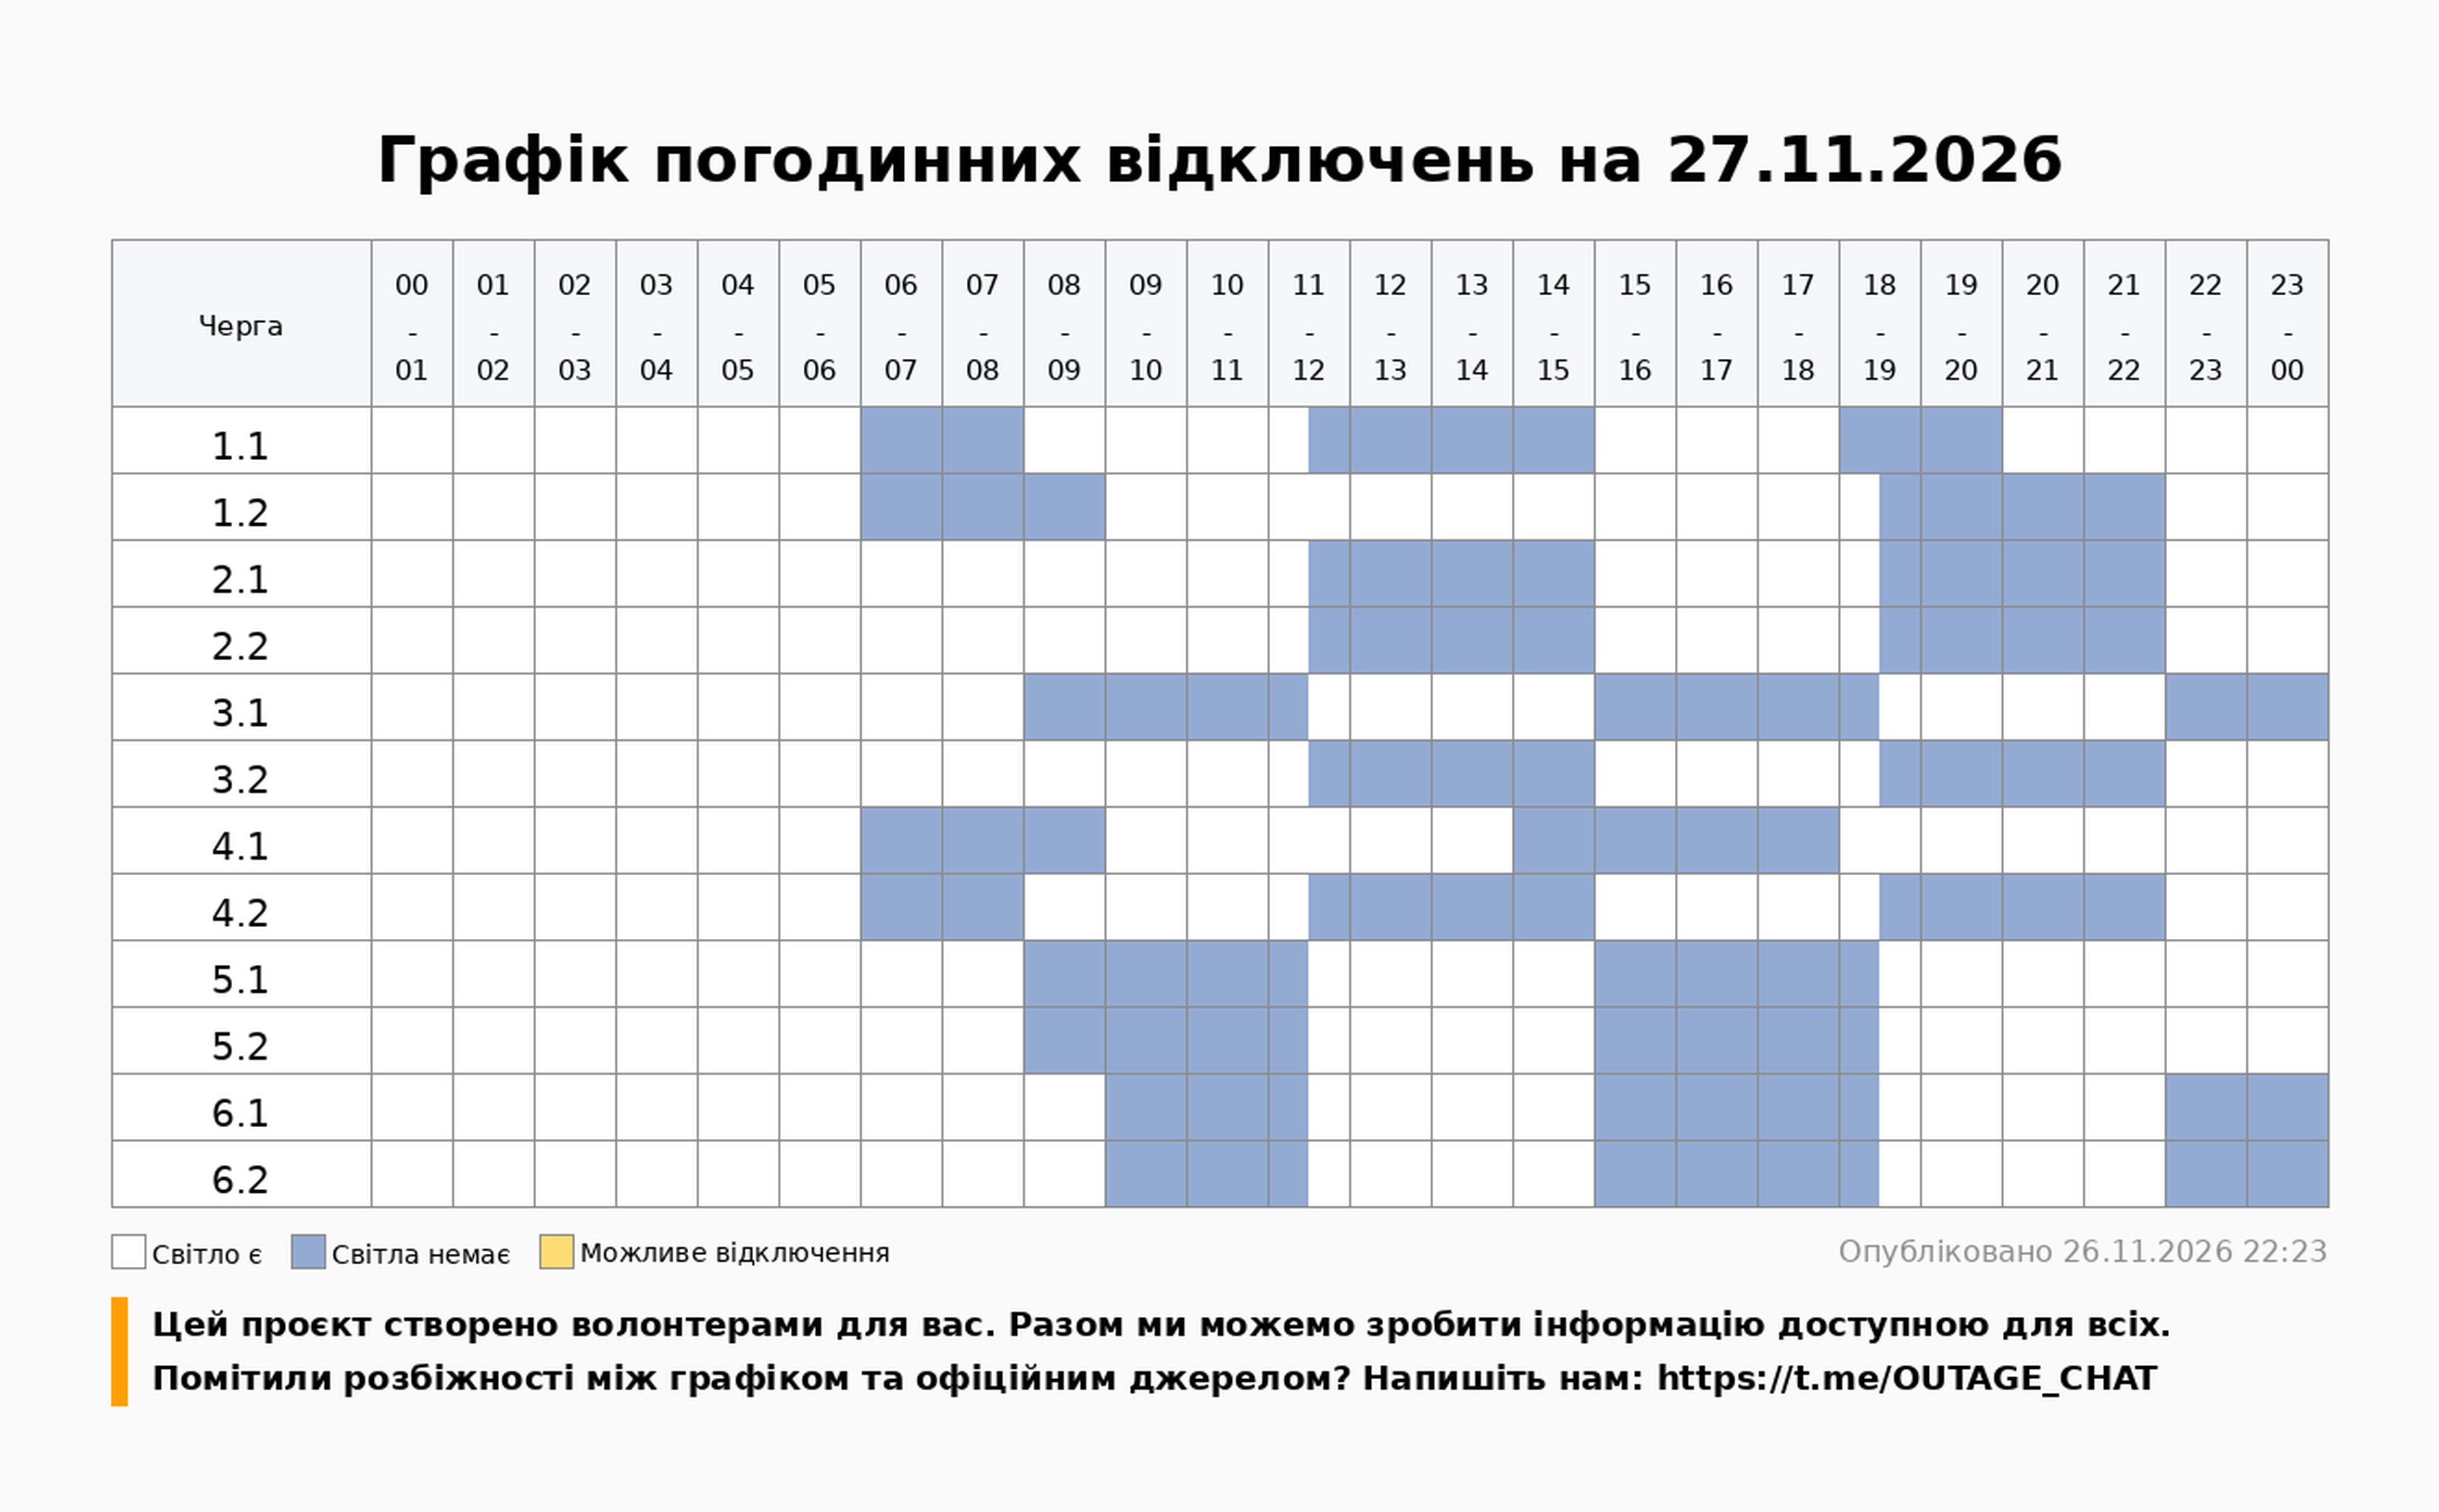 Графік погодинних відключень на 27.11.2026
Черга
00 - 01
01 - 02
02 - 03
03 - 04
04 - 05
05 - 06
06 - 07
07 - 08
08 - 09
09 - 10
10 - 11
11 - 12
12 - 13
13 - 14
14 - 15
15 - 16
16 - 17
17 - 18
18 - 19
19 - 20
20 - 21
21 - 22
22 - 23
23 - 00
1.1
1.2
2.1
2.2
3.1
3.2
4.1
4.2
5.1
5.2
6.1
6.2
Світло є
Світла немає
Можливе відключення
Опубліковано 26.11.2026 22:23
Цей проєкт створено волонтерами для вас. Разом ми можемо зробити інформацію доступною для всіх.
Помітили розбіжності між графіком та офіційним джерелом? Напишіть нам: https://t.me/OUTAGE_CHAT